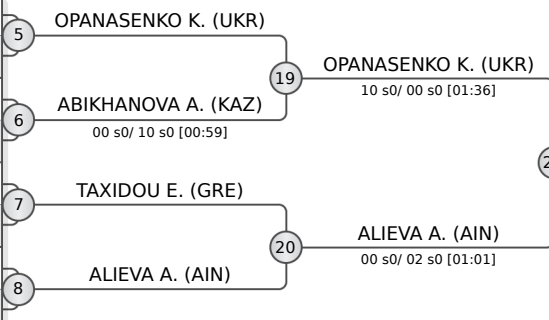 OPANASENKO K. (UKR)
5
19
OPANASENKO K. (UKR)
10 s0/ 00 s0 [01:36]
ABIKHANOVA A. (KAZ)
6
00 s0/ 10 s0 [00:59]
TAXIDOU E. (GRE)
7
20
ALIEVA A. (AIN)
00 s0/ 02 s0 [01:01]
ALIEVA A. (AIN)
8